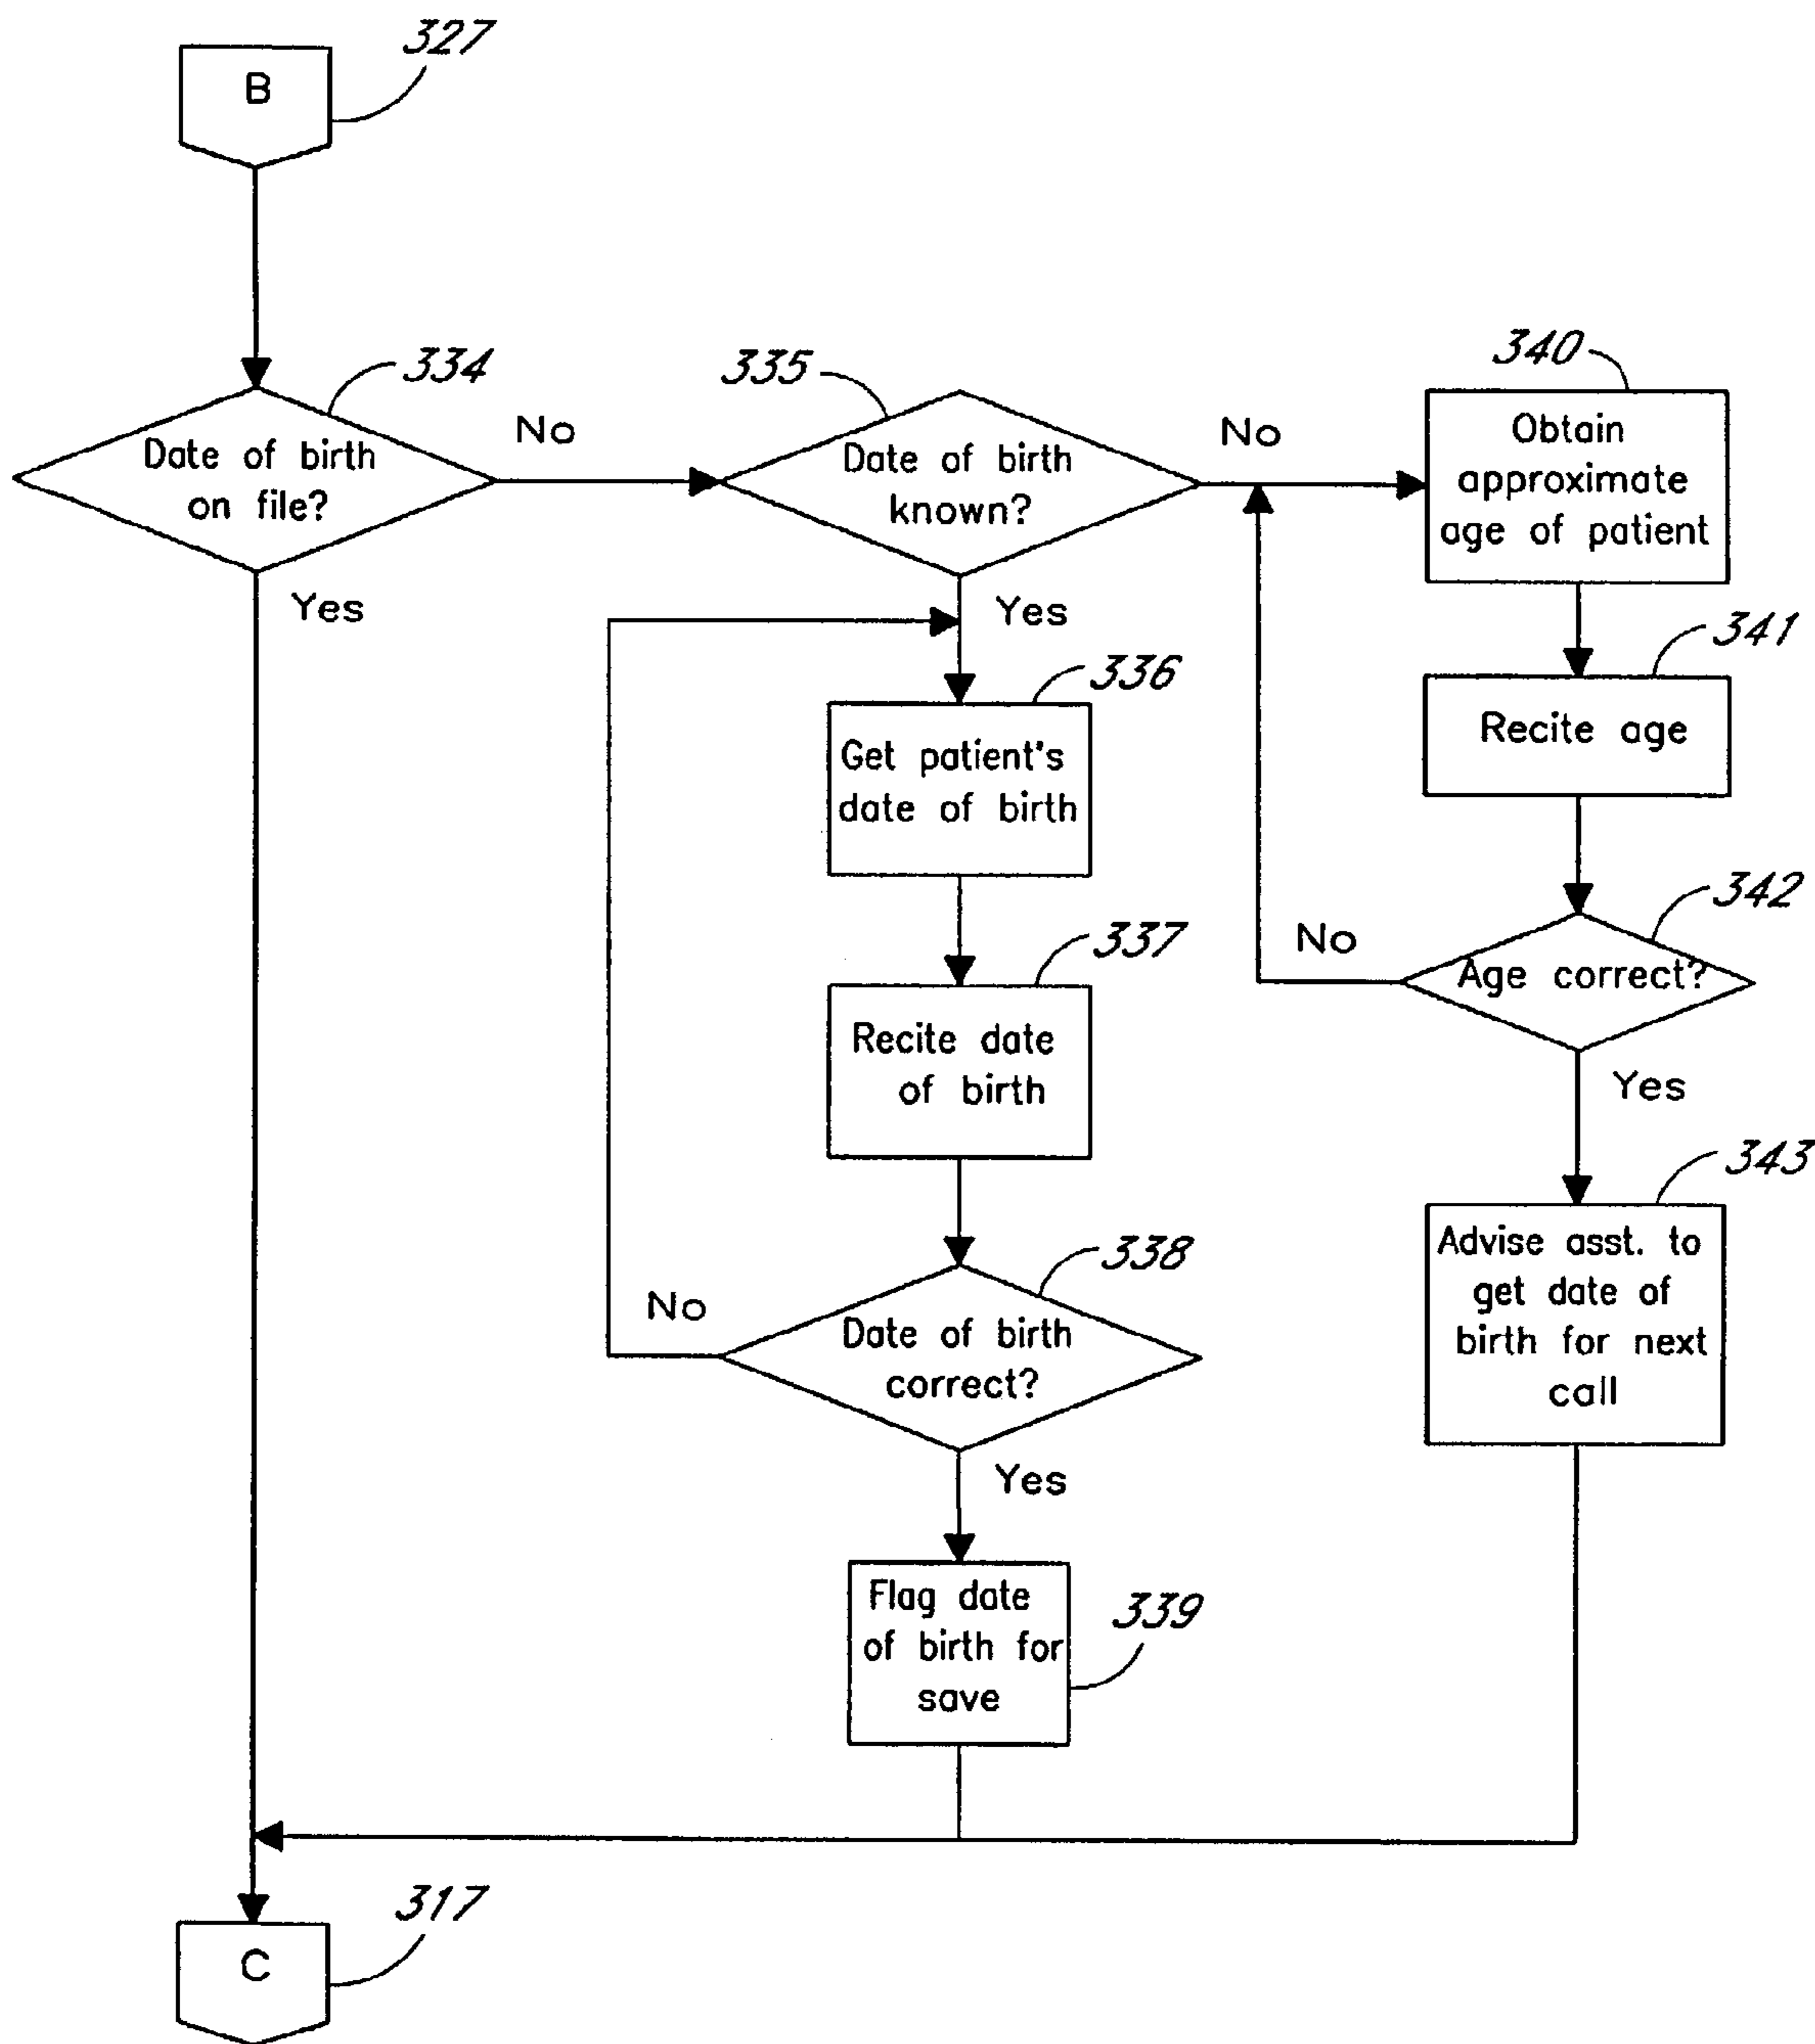 327
B
334
Date of birth
on file?
No
Yes
335
Date of birth
known?
No
Yes
340
Obtain
approximate
age of patient
341
Recite age
342
Age correct?
No
Yes
343
Advise asst. to
get date of
birth for next
call
336
Get patient's
date of birth
337
Recite date
of birth
338
Date of birth
correct?
No
Yes
339
Flag date
of birth for
save
317
C